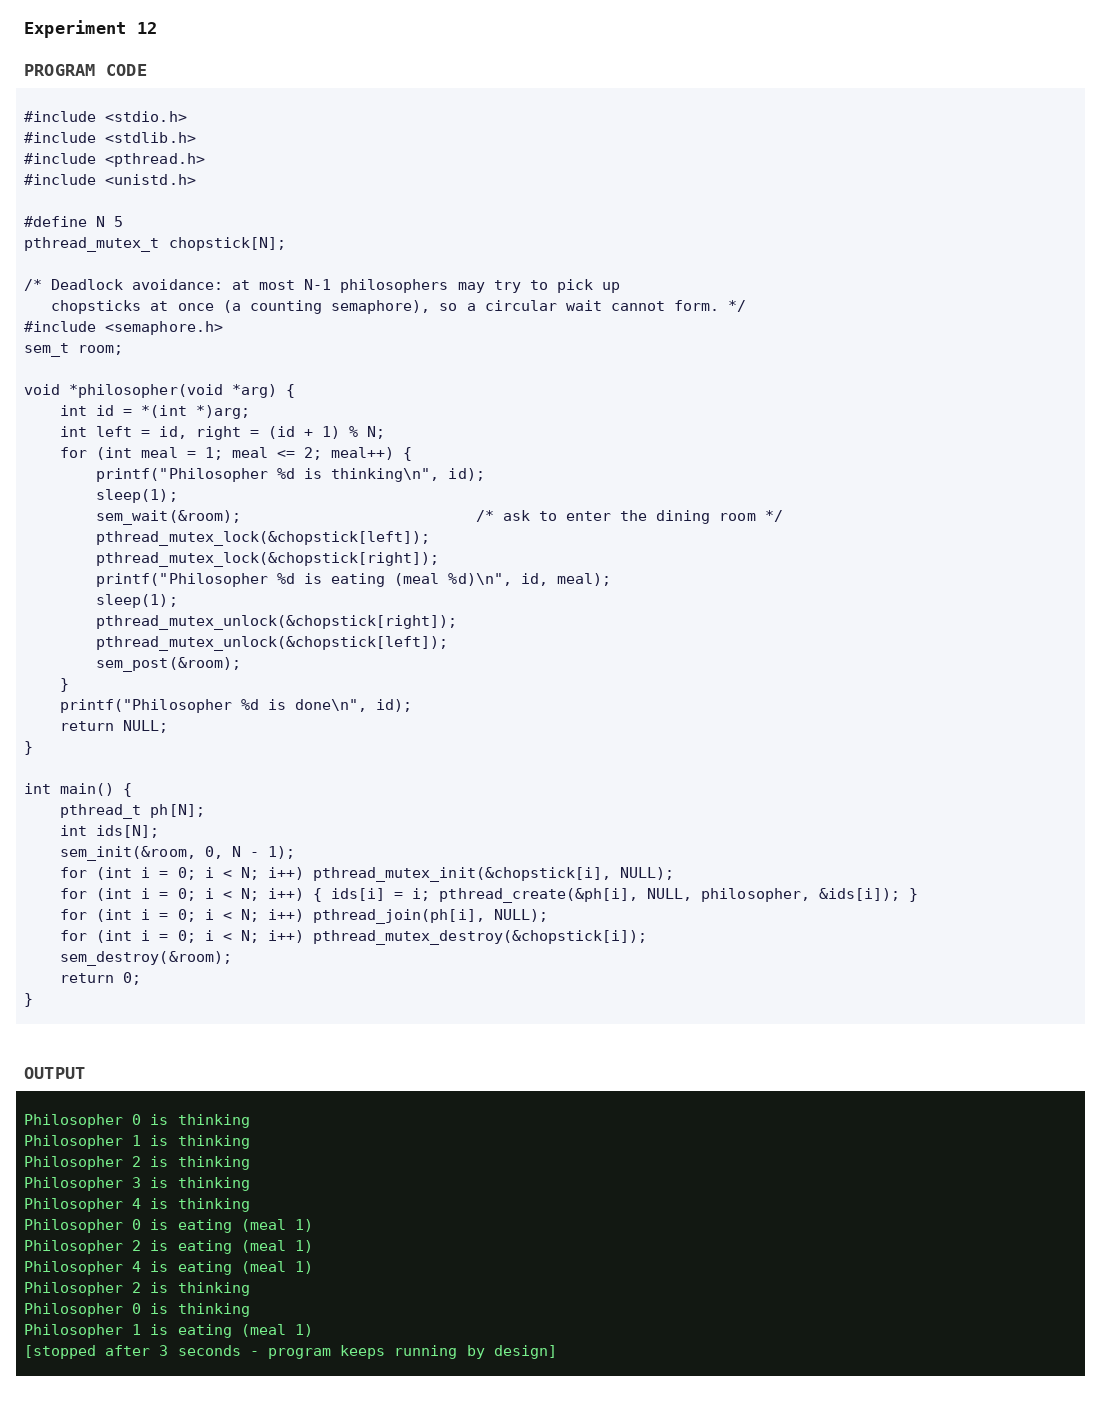 Experiment 12
PROGRAM CODE
#include <stdio.h>
#include <stdlib.h>
#include <pthread.h>
#include <unistd.h>

#define N 5
pthread_mutex_t chopstick[N];

/* Deadlock avoidance: at most N-1 philosophers may try to pick up
   chopsticks at once (a counting semaphore), so a circular wait cannot form. */
#include <semaphore.h>
sem_t room;

void *philosopher(void *arg) {
    int id = *(int *)arg;
    int left = id, right = (id + 1) % N;
    for (int meal = 1; meal <= 2; meal++) {
        printf("Philosopher %d is thinking\n", id);
        sleep(1);
        sem_wait(&room);                          /* ask to enter the dining room */
        pthread_mutex_lock(&chopstick[left]);
        pthread_mutex_lock(&chopstick[right]);
        printf("Philosopher %d is eating (meal %d)\n", id, meal);
        sleep(1);
        pthread_mutex_unlock(&chopstick[right]);
        pthread_mutex_unlock(&chopstick[left]);
        sem_post(&room);
    }
    printf("Philosopher %d is done\n", id);
    return NULL;
}

int main() {
    pthread_t ph[N];
    int ids[N];
    sem_init(&room, 0, N - 1);
    for (int i = 0; i < N; i++) pthread_mutex_init(&chopstick[i], NULL);
    for (int i = 0; i < N; i++) { ids[i] = i; pthread_create(&ph[i], NULL, philosopher, &ids[i]); }
    for (int i = 0; i < N; i++) pthread_join(ph[i], NULL);
    for (int i = 0; i < N; i++) pthread_mutex_destroy(&chopstick[i]);
    sem_destroy(&room);
    return 0;
}
OUTPUT
Philosopher 0 is thinking
Philosopher 1 is thinking
Philosopher 2 is thinking
Philosopher 3 is thinking
Philosopher 4 is thinking
Philosopher 0 is eating (meal 1)
Philosopher 2 is eating (meal 1)
Philosopher 4 is eating (meal 1)
Philosopher 2 is thinking
Philosopher 0 is thinking
Philosopher 1 is eating (meal 1)
[stopped after 3 seconds - program keeps running by design]